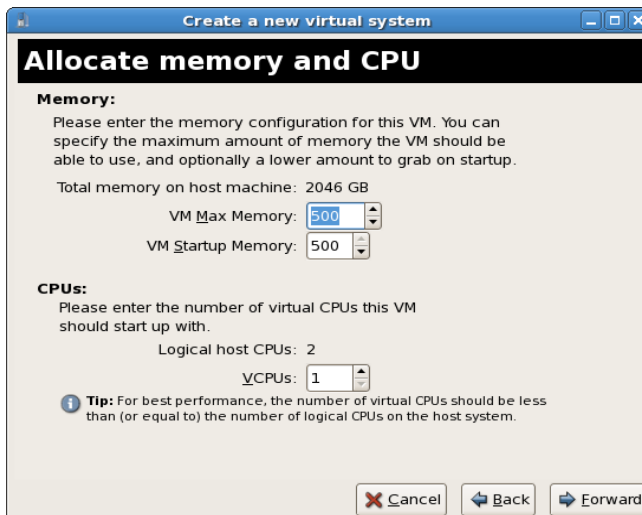 Create a new virtual system
Allocate memory and CPU
Memory:
Please enter the memory configuration for this VM. You can
specify the maximum amount of memory the VM should be
able to use, and optionally a lower amount to grab on startup.
Total memory on host machine: 2046 GB
VM Max Memory: 500
VM Startup Memory: 500
CPUs:
Please enter the number of virtual CPUs this VM
should start up with.
Logical host CPUs: 2
VCPUs: 1
Tip: For best performance, the number of virtual CPUs should be less
than (or equal to) the number of logical CPUs on the host system.
Cancel Back Forward